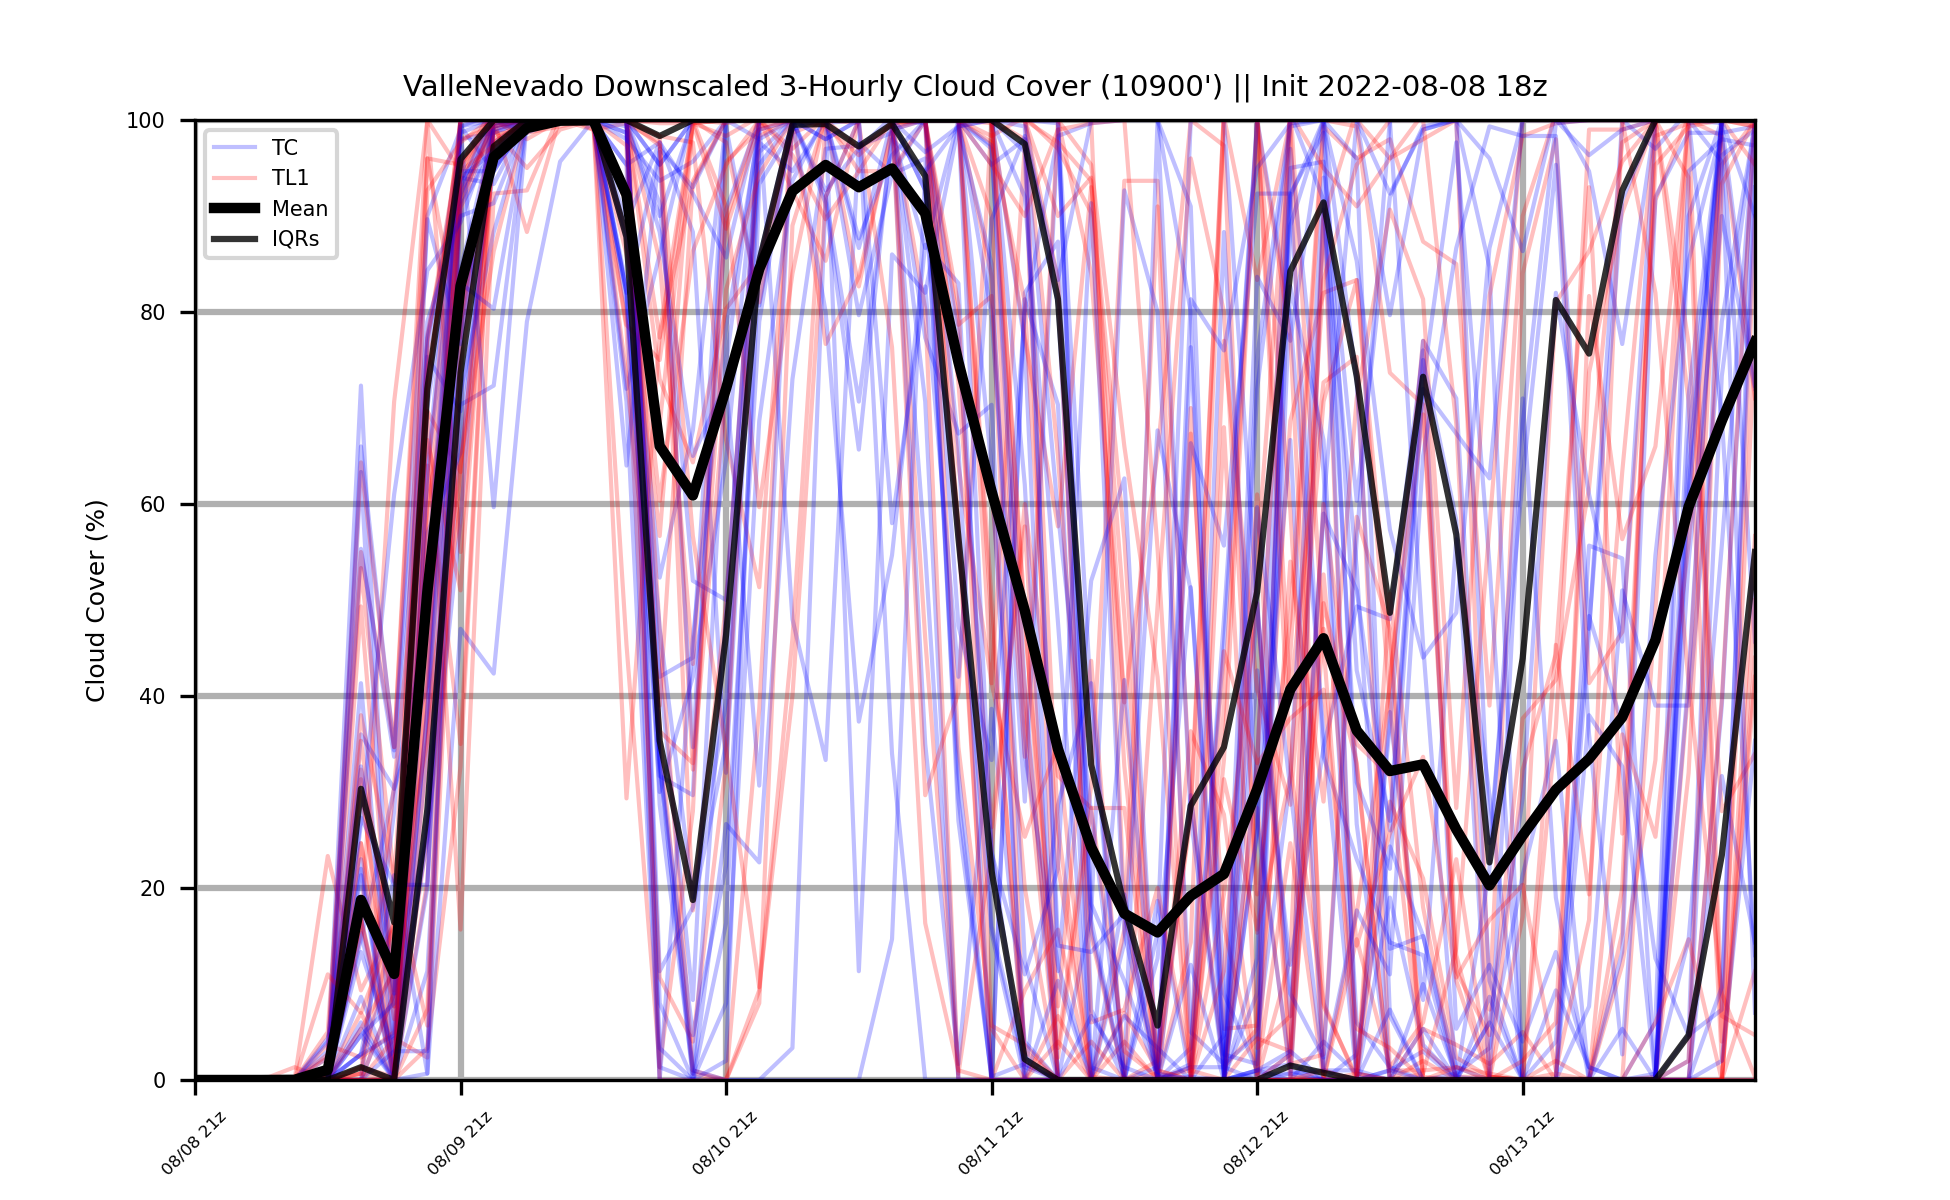 ValleNevado Downscaled 3-Hourly Cloud Cover (10900') || Init 2022-08-08 18z
100
80
60
40
20
0
Cloud Cover (%)
TC
TL1
Mean
IQRs
08/08 21z
08/09 21z
08/10 21z
08/11 21z
08/12 21z
08/13 21z